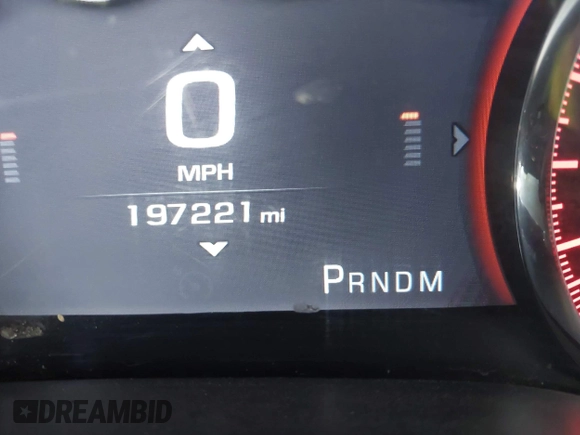 0
MPH
197221 mi
PRNDM
DREAMBID